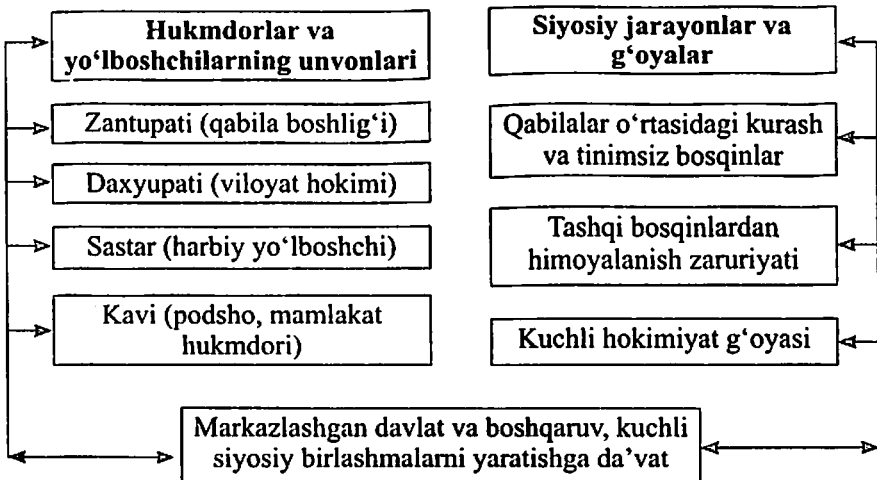 Hukmdorlar va
yo‘lboshchilarning unvonlari
Zantupati (qabila boshlig‘i)
Daxyupati (viloyat hokimi)
Sastar (harbiy yo‘lboshchi)
Kavi (podsho, mamlakat
hukmdori)
Siyosiy jarayonlar va
g‘oyalar
Qabilalar o‘rtasidagi kurash
va tinimsiz bosqinlar
Tashqi bosqinlardan
himoyalanish zaruriyati
Kuchli hokimiyat g‘oyasi
Markazlashgan davlat va boshqaruv, kuchli
siyosiy birlashmalarni yaratishga da’vat